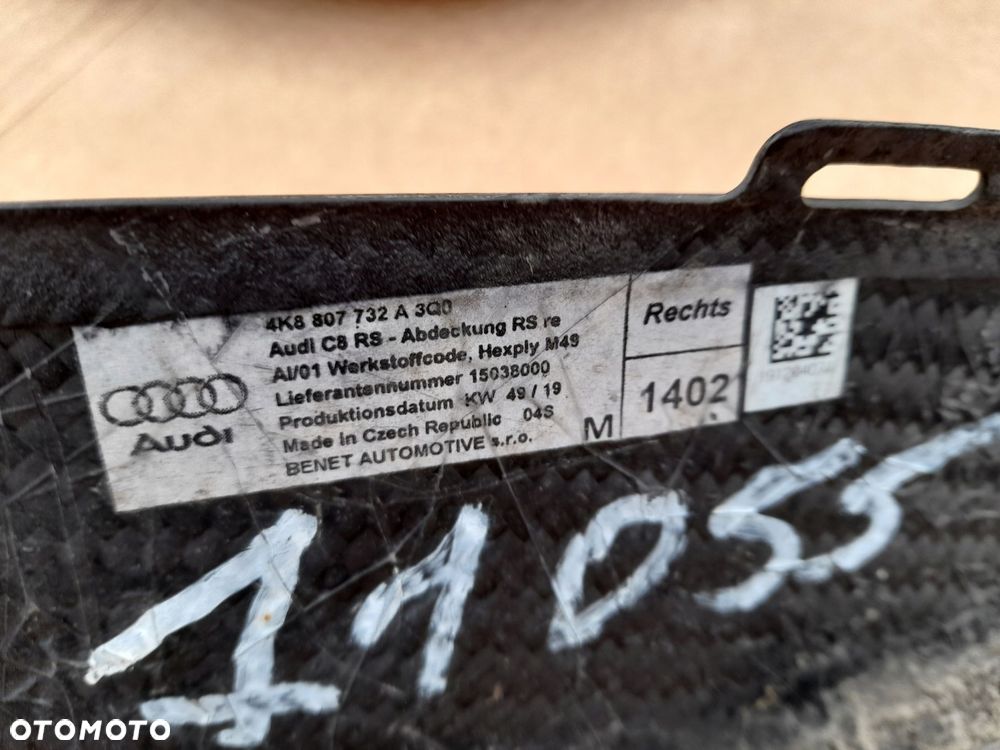 4K8 807 732 A 3Q0
Audi C8 RS - Abdeckung RS re
AI/01 Werkstoffcode, Hexply M49
Lieferantennummer 15038000
Produktionsdatum KW 49 / 19
Made in Czech Republic 04S
BENET AUTOMOTIVE s.r.o.
M
Audi
Rechts
1402
11055
OTOMOTO